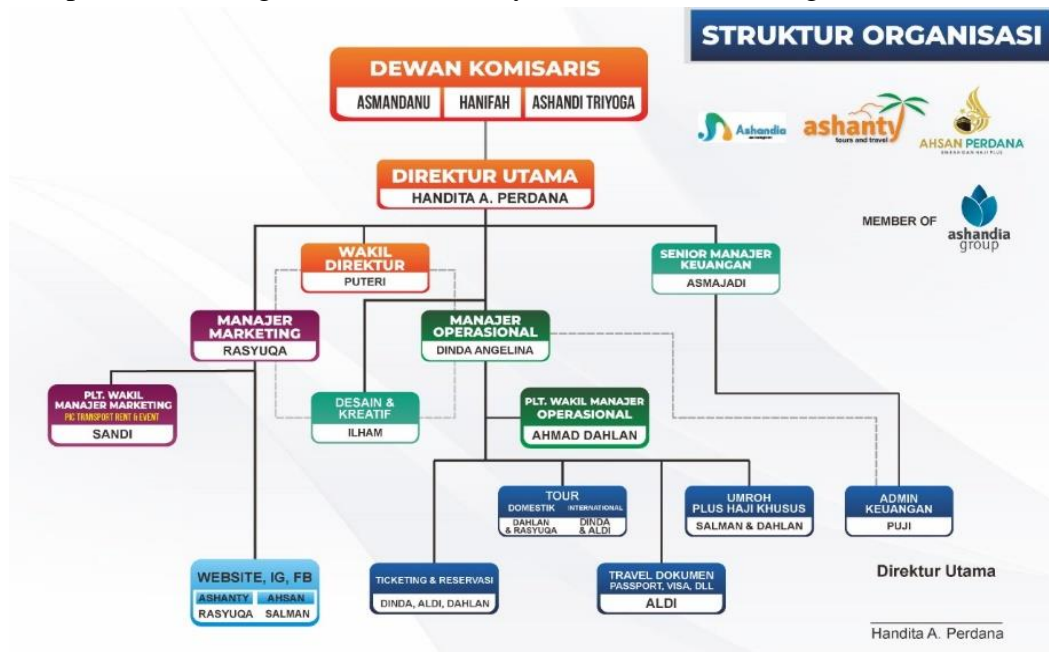 STRUKTUR ORGANISASI
DEWAN KOMISARIS
ASMANDANU HANIFAH ASHANDI TRIYOGA
Ashandia
ashanty
tours and travel
AHSAN PERDANA
DIREKTUR UTAMA
HANDITA A. PERDANA
MEMBER OF
ashandia
group
WAKIL
DIREKTUR
PUTERI
SENIOR MANAJER
KEUANGAN
ASMAJADI
MANAJER
MARKETING
RASYUQA
MANAJER
OPERASIONAL
DINDA ANGELINA
PLT. WAKIL
MANAJER MARKETING
PIC TRANSPORT RENT & EVENT
SANDI
DESAIN &
KREATIF
ILHAM
PLT. WAKIL MANAJER
OPERASIONAL
AHMAD DAHLAN
TOUR
DOMESTIK INTERNATIONAL
DAHLAN
& RASYUQA
DINDA
& ALDI
UMROH
PLUS HAJI KHUSUS
SALMAN & DAHLAN
ADMIN
KEUANGAN
PUJI
WEBSITE, IG, FB
ASHANTY AHSAN
RASYUQA SALMAN
TICKETING & RESERVASI
DINDA, ALDI, DAHLAN
TRAVEL DOKUMEN
PASSPORT, VISA, DLL
ALDI
Direktur Utama
Handita A. Perdana